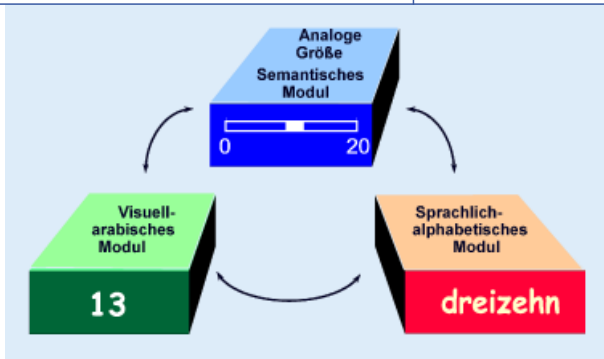 Analoge
Größe
Semantisches
Modul
0 20
Visuell-
arabisches
Modul
13
Sprachlich-
alphabetisches
Modul
dreizehn